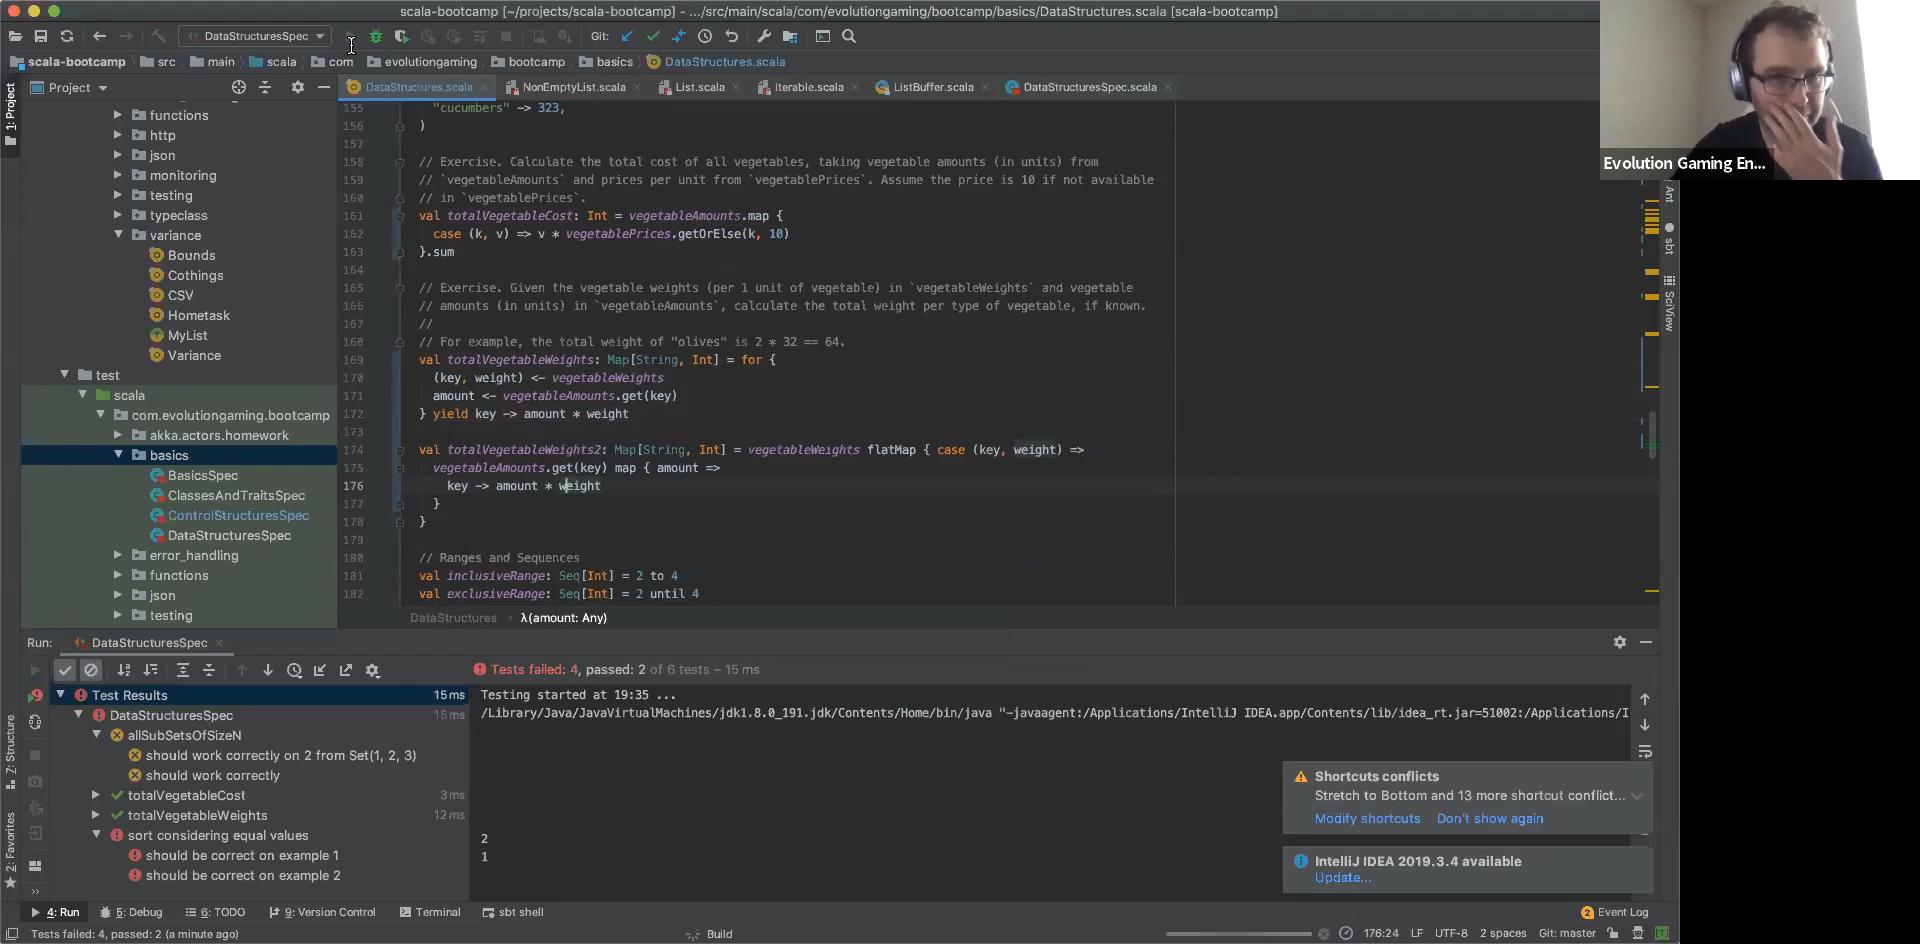 scala-bootcamp [~/projects/scala-bootcamp] - .../src/main/scala/com/evolutiongaming/bootcamp/basics/DataStructures.scala [scala-bootcamp]
DataStructuresSpec
Git:
scala-bootcamp src main scala com evolutiongaming bootcamp basics DataStructures.scala
Project
DataStructures.scala NonEmptyList.scala List.scala Iterable.scala ListBuffer.scala DataStructuresSpec.scala
1: Project
functions
http
json
monitoring
testing
typeclass
variance
Bounds
Cothings
CSV
Hometask
MyList
Variance
test
scala
com.evolutiongaming.bootcamp
akka.actors.homework
basics
BasicsSpec
ClassesAndTraitsSpec
ControlStructuresSpec
DataStructuresSpec
error_handling
functions
json
testing
155 "cucumbers" -> 323,
156 )
157
158 // Exercise. Calculate the total cost of all vegetables, taking vegetable amounts (in units) from
159 // `vegetableAmounts` and prices per unit from `vegetablePrices`. Assume the price is 10 if not available
160 // in `vegetablePrices`.
161 val totalVegetableCost: Int = vegetableAmounts.map {
162 case (k, v) => v * vegetablePrices.getOrElse(k, 10)
163 }.sum
164
165 // Exercise. Given the vegetable weights (per 1 unit of vegetable) in `vegetableWeights` and vegetable
166 // amounts (in units) in `vegetableAmounts`, calculate the total weight per type of vegetable, if known.
167 //
168 // For example, the total weight of "olives" is 2 * 32 == 64.
169 val totalVegetableWeights: Map[String, Int] = for {
170 (key, weight) <- vegetableWeights
171 amount <- vegetableAmounts.get(key)
172 } yield key -> amount * weight
173
174 val totalVegetableWeights2: Map[String, Int] = vegetableWeights flatMap { case (key, weight) =>
175 vegetableAmounts.get(key) map { amount =>
176 key -> amount * weight
177 }
178 }
179
180 // Ranges and Sequences
181 val inclusiveRange: Seq[Int] = 2 to 4
182 val exclusiveRange: Seq[Int] = 2 until 4
DataStructures λ(amount: Any)
Evolution Gaming En...
Ant
sbt
SciView
Run: DataStructuresSpec
Tests failed: 4, passed: 2 of 6 tests – 15 ms
Test Results 15 ms
DataStructuresSpec 15 ms
allSubSetsOfSizeN
should work correctly on 2 from Set(1, 2, 3)
should work correctly
totalVegetableCost 3 ms
totalVegetableWeights 12 ms
sort considering equal values
should be correct on example 1
should be correct on example 2
Testing started at 19:35 ...
/Library/Java/JavaVirtualMachines/jdk1.8.0_191.jdk/Contents/Home/bin/java "-javaagent:/Applications/IntelliJ IDEA.app/Contents/lib/idea_rt.jar=51002:/Applications/I
2
1
Shortcuts conflicts
Stretch to Bottom and 13 more shortcut conflict...
Modify shortcuts Don't show again
IntelliJ IDEA 2019.3.4 available
Update...
Z: Structure
2: Favorites
4: Run 5: Debug 6: TODO 9: Version Control Terminal sbt shell 2 Event Log
Tests failed: 4, passed: 2 (a minute ago) Build 176:24 LF UTF-8 2 spaces Git: master